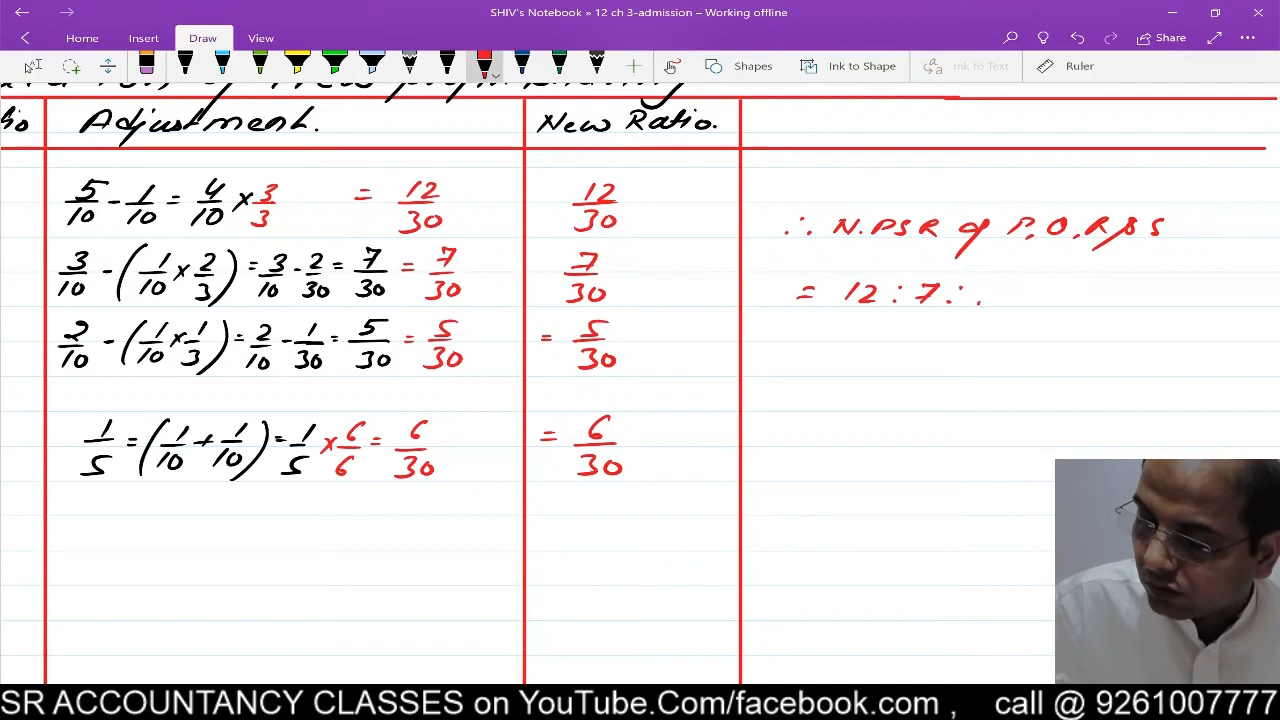 SHIV's Notebook » 12 ch 3-admission – Working offline
Home Insert Draw View
Share
Shapes Ink to Shape Ink to Text Ruler
io Adjustment. New Ratio.
5/10 - 1/10 = 4/10 × 3/3 = 12/30 12/30
∴ N.PSR of P, Q, R & S
3/10 - (1/10 × 2/3) = 3/10 - 2/30 = 7/30 = 7/30 7/30
= 12 : 7 :.
2/10 - (1/10 × 1/3) = 2/10 - 1/30 = 5/30 = 5/30 = 5/30
1/5 = (1/10 + 1/10) = 1/5 × 6/6 = 6/30 = 6/30
SR ACCOUNTANCY CLASSES on YouTube.Com/facebook.com , call @ 9261007777